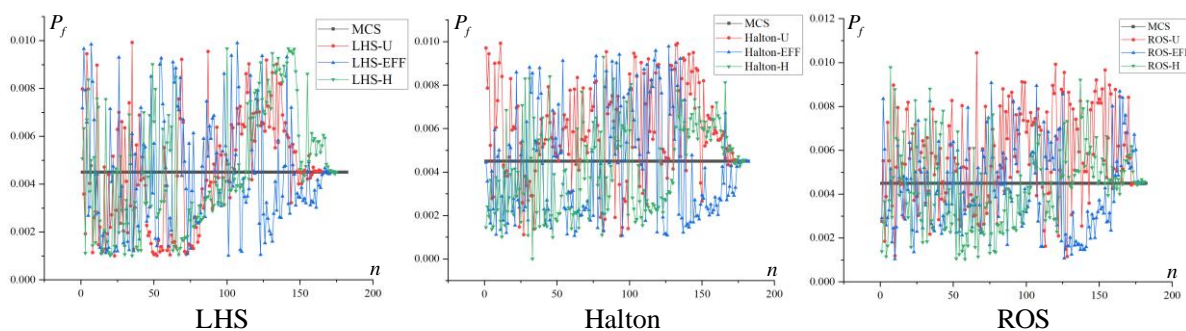 P_f
0.010
0.008
0.006
0.004
0.002
0.000
0
50
100
150
200
n
MCS
LHS-U
LHS-EFF
LHS-H
LHS
P_f
0.010
0.008
0.006
0.004
0.002
0.000
0
50
100
150
200
n
MCS
Halton-U
Halton-EFF
Halton-H
Halton
P_f
0.012
0.010
0.008
0.006
0.004
0.002
0.000
0
50
100
150
200
n
MCS
ROS-U
ROS-EFF
ROS-H
ROS